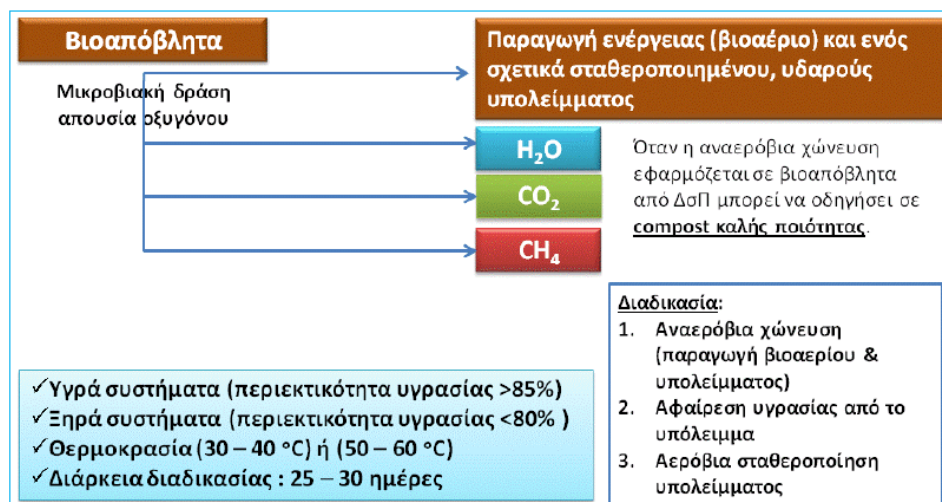 Βιοαπόβλητα
Μικροβιακή δράση
απουσία οξυγόνου
Παραγωγή ενέργειας (βιοαέριο) και ενός
σχετικά σταθεροποιημένου, υδαρούς
υπολείμματος
H₂O
CO₂
CH₄
Όταν η αναερόβια χώνευση
εφαρμόζεται σε βιοαπόβλητα
από ΔσΠ μπορεί να οδηγήσει σε
compost καλής ποιότητας.
✓Υγρά συστήματα (περιεκτικότητα υγρασίας >85%)
✓Ξηρά συστήματα (περιεκτικότητα υγρασίας <80% )
✓Θερμοκρασία (30 – 40 °C) ή (50 – 60 °C)
✓Διάρκεια διαδικασίας : 25 – 30 ημέρες
Διαδικασία:
1. Αναερόβια χώνευση
(παραγωγή βιοαερίου &
υπολείμματος)
2. Αφαίρεση υγρασίας από το
υπόλειμμα
3. Αερόβια σταθεροποίηση
υπολείμματος